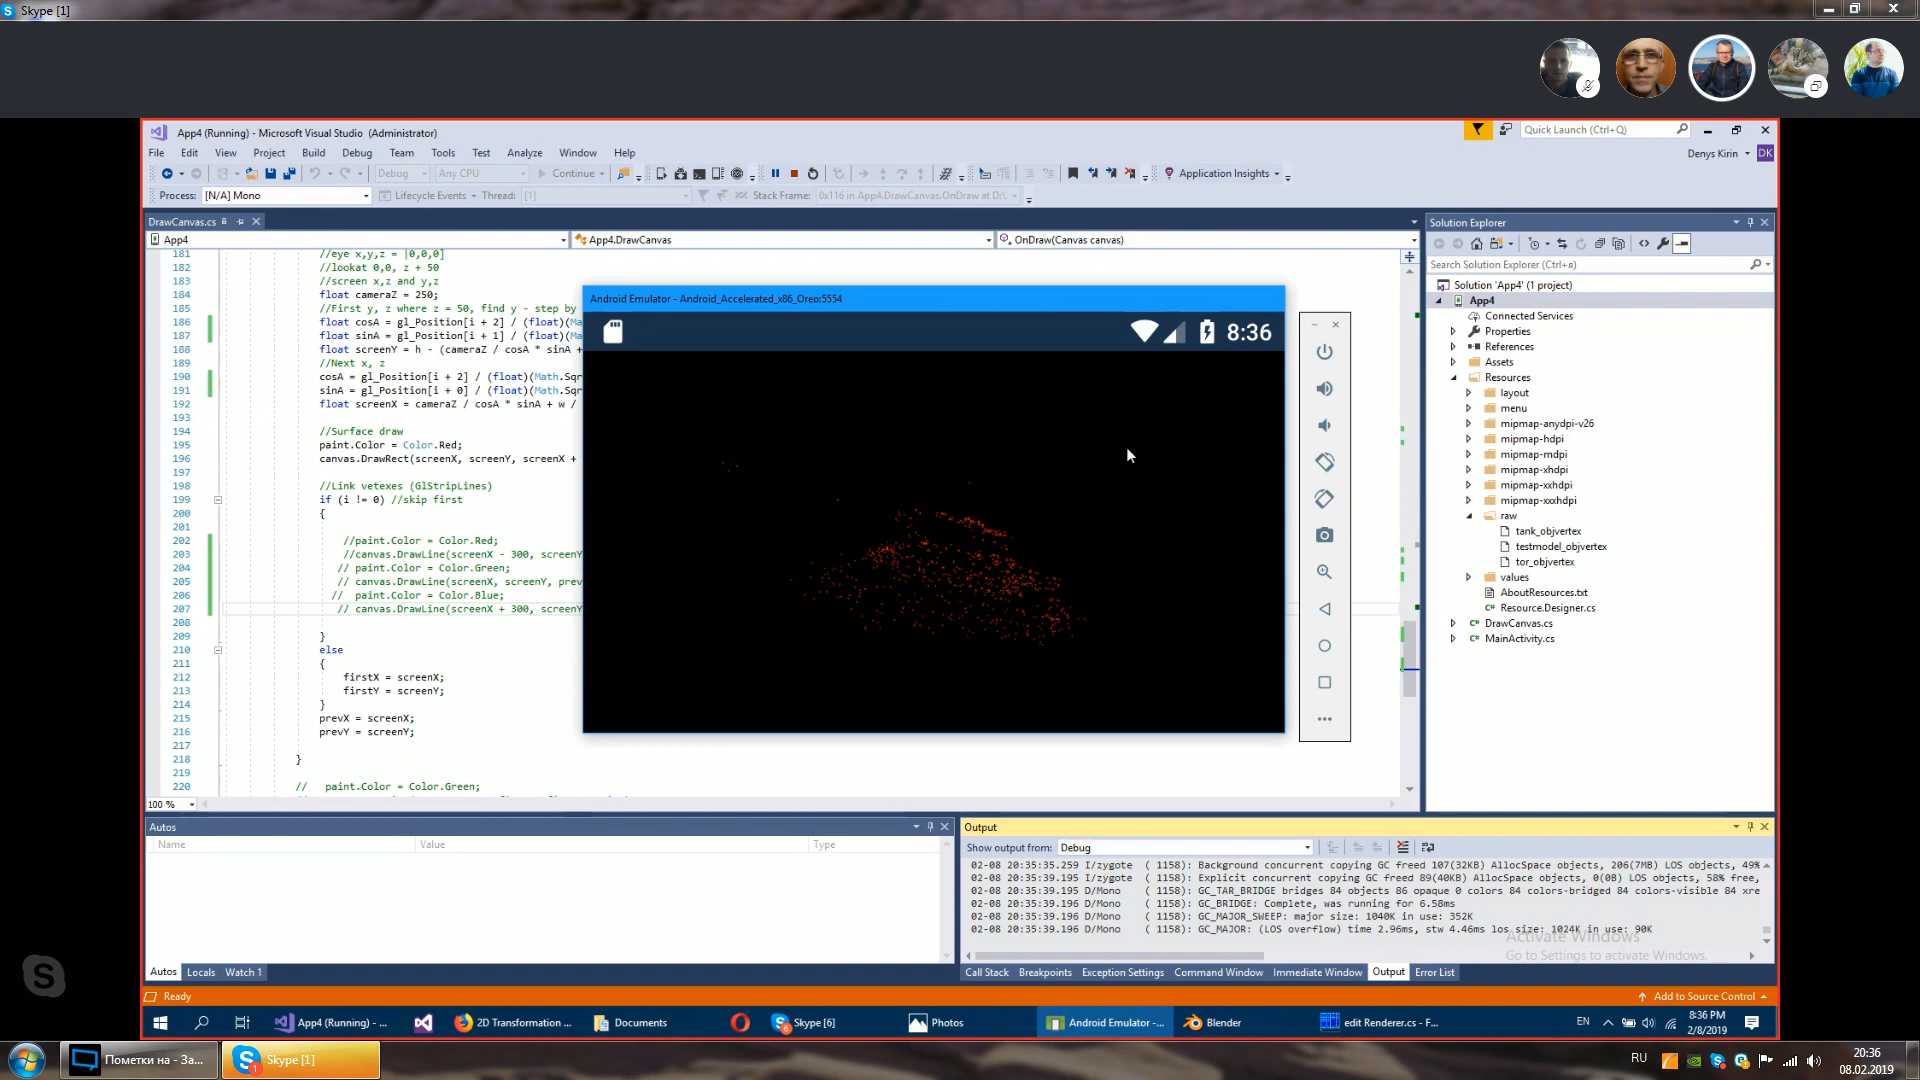 Skype [1]
App4 (Running) - Microsoft Visual Studio (Administrator)
Quick Launch (Ctrl+Q)
File Edit View Project Build Debug Team Tools Test Analyze Window Help
Denys Kirin DK
Debug Any CPU Continue Application Insights
Process: [N/A] Mono Lifecycle Events Thread: [1] Stack Frame: 0x116 in App4.DrawCanvas.OnDraw at D:\
DrawCanvas.cs
App4 App4.DrawCanvas OnDraw(Canvas canvas)
181 //eye x,y,z = |0,0,0]
182 //lookat 0,0, z + 50
183 //screen x,z and y,z
184 float cameraZ = 250;
185 //First y, z where z = 50, find y - step by
186 float cosA = gl_Position[i + 2] / (float)(Ma
187 float sinA = gl_Position[i + 1] / (float)(Ma
188 float screenY = h - (cameraZ / cosA * sinA +
189 //Next x, z
190 cosA = gl_Position[i + 2] / (float)(Math.Sqr
191 sinA = gl_Position[i + 0] / (float)(Math.Sqr
192 float screenX = cameraZ / cosA * sinA + w /
193
194 //Surface draw
195 paint.Color = Color.Red;
196 canvas.DrawRect(screenX, screenY, screenX +
197
198 //Link vetexes (GlStripLines)
199 if (i != 0) //skip first
200 {
201
202 //paint.Color = Color.Red;
203 //canvas.DrawLine(screenX - 300, screenY
204 // paint.Color = Color.Green;
205 // canvas.DrawLine(screenX, screenY, prev
206 // paint.Color = Color.Blue;
207 // canvas.DrawLine(screenX + 300, screenY
208
209 }
210 else
211 {
212 firstX = screenX;
213 firstY = screenY;
214 }
215 prevX = screenX;
216 prevY = screenY;
217
218 }
219
220 // paint.Color = Color.Green;
100 %
Android Emulator - Android_Accelerated_x86_Oreo:5554
8:36
Solution Explorer
Search Solution Explorer (Ctrl+я)
Solution 'App4' (1 project)
App4
Connected Services
Properties
References
Assets
Resources
layout
menu
mipmap-anydpi-v26
mipmap-hdpi
mipmap-mdpi
mipmap-xhdpi
mipmap-xxhdpi
mipmap-xxxhdpi
raw
tank_objvertex
testmodel_objvertex
tor_objvertex
values
AboutResources.txt
Resource.Designer.cs
DrawCanvas.cs
MainActivity.cs
Autos
Name Value Type
Autos Locals Watch 1
Output
Show output from: Debug
02-08 20:35:35.259 I/zygote ( 1158): Background concurrent copying GC freed 107(32KB) AllocSpace objects, 206(7MB) LOS objects, 49%
02-08 20:35:39.195 I/zygote ( 1158): Explicit concurrent copying GC freed 89(40KB) AllocSpace objects, 0(0B) LOS objects, 58% free,
02-08 20:35:39.195 D/Mono ( 1158): GC_TAR_BRIDGE bridges 84 objects 86 opaque 0 colors 84 colors-bridged 84 colors-visible 84 xre
02-08 20:35:39.196 D/Mono ( 1158): GC_BRIDGE: Complete, was running for 6.58ms
02-08 20:35:39.196 D/Mono ( 1158): GC_MAJOR_SWEEP: major size: 1040K in use: 352K
02-08 20:35:39.196 D/Mono ( 1158): GC_MAJOR: (LOS overflow) time 2.96ms, stw 4.46ms los size: 1024K in use: 90K
Activate Windows
Go to Settings to activate Windows.
Call Stack Breakpoints Exception Settings Command Window Immediate Window Output Error List
Ready Add to Source Control
App4 (Running) - ... 2D Transformation ... Documents Skype [6] Photos Android Emulator -... Blender edit Renderer.cs - F... EN 8:36 PM
2/8/2019
Пометки на - За... Skype [1] RU 20:36
08.02.2019